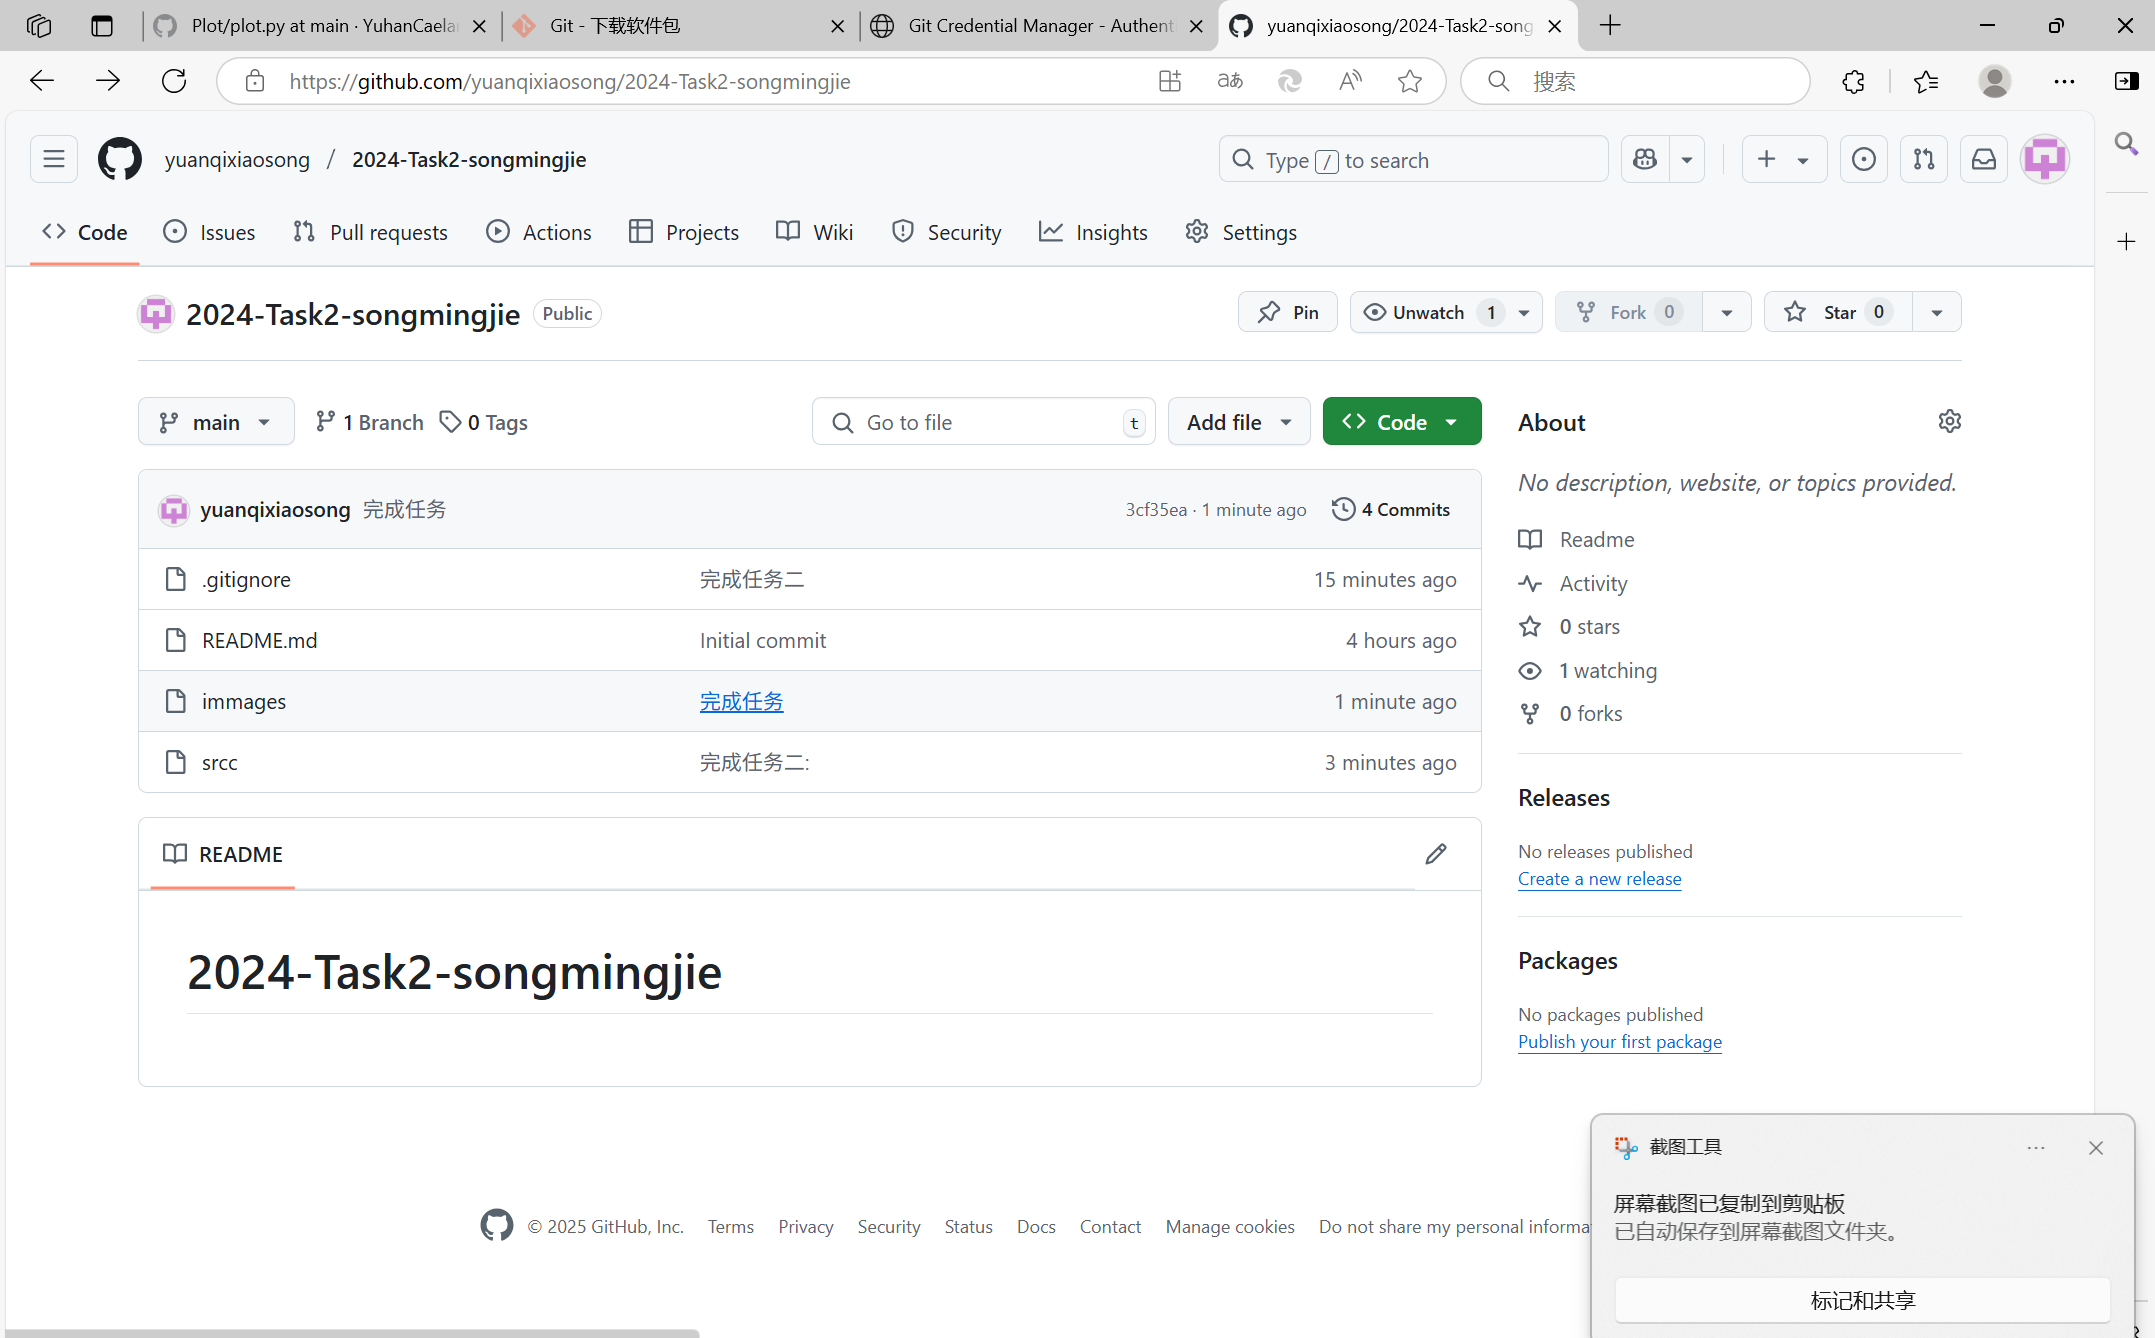 Plot/plot.py at main · YuhanCaela
Git - 下载软件包
Git Credential Manager - Authent
yuanqixiaosong/2024-Task2-song
https://github.com/yuanqixiaosong/2024-Task2-songmingjie
搜索
yuanqixiaosong / 2024-Task2-songmingjie
Type / to search
Code
Issues
Pull requests
Actions
Projects
Wiki
Security
Insights
Settings
2024-Task2-songmingjie Public
Pin
Unwatch 1
Fork 0
Star 0
main
1 Branch
0 Tags
Go to file t
Add file
Code
yuanqixiaosong 完成任务 3cf35ea · 1 minute ago 4 Commits
.gitignore 完成任务二 15 minutes ago
README.md Initial commit 4 hours ago
immages 完成任务 1 minute ago
srcc 完成任务二: 3 minutes ago
README
2024-Task2-songmingjie
About
No description, website, or topics provided.
Readme
Activity
0 stars
1 watching
0 forks
Releases
No releases published
Create a new release
Packages
No packages published
Publish your first package
© 2025 GitHub, Inc. Terms Privacy Security Status Docs Contact Manage cookies Do not share my personal informa
截图工具
屏幕截图已复制到剪贴板
已自动保存到屏幕截图文件夹。
标记和共享